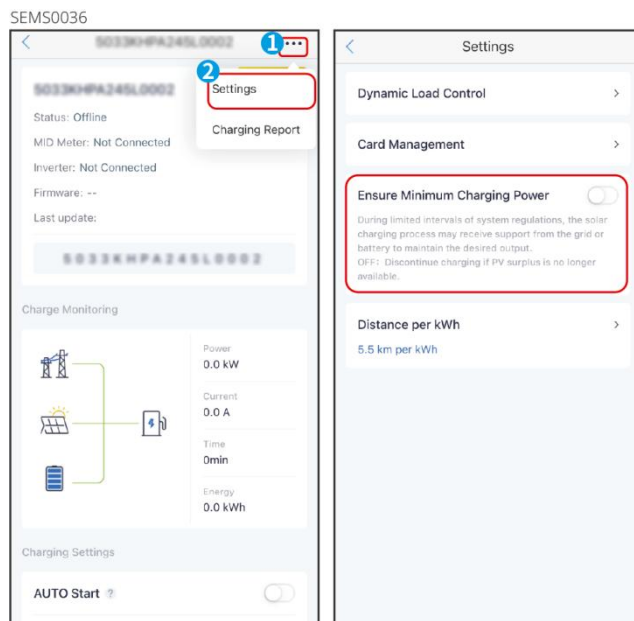 SEMS0036
1
2
Settings
Charging Report
Status: Offline
MID Meter: Not Connected
Inverter: Not Connected
Firmware: --
Last update:
Charge Monitoring
Power
0.0 kW
Current
0.0 A
Time
0min
Energy
0.0 kWh
Charging Settings
AUTO Start ?
Settings
Dynamic Load Control
Card Management
Ensure Minimum Charging Power
During limited intervals of system regulations, the solar
charging process may receive support from the grid or
battery to maintain the desired output.
OFF: Discontinue charging if PV surplus is no longer
available.
Distance per kWh
5.5 km per kWh